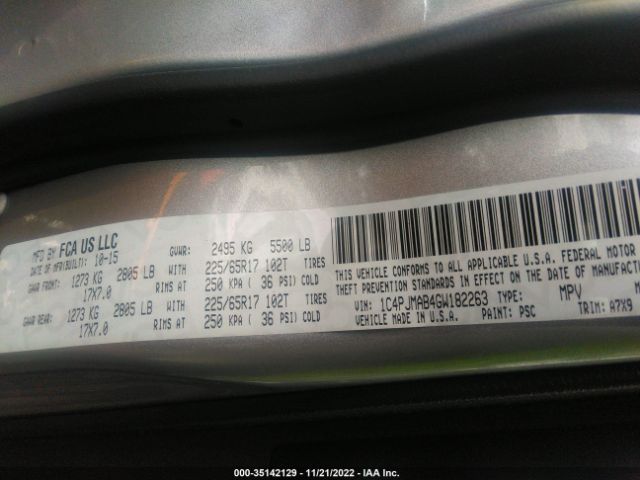 MFD BY FCA US LLC
DATE OF MFR(BUILT): 10-15 GVWR: 2495 KG 5500 LB
GAWR FRONT: 1273 KG 2805 LB WITH 225/65R17 102T TIRES
17X7.0 RIMS AT 250 KPA ( 36 PSI) COLD
GAWR REAR: 1273 KG 2805 LB WITH 225/65R17 102T TIRES
17X7.0 RIMS AT 250 KPA ( 36 PSI) COLD
THIS VEHICLE CONFORMS TO ALL APPLICABLE U.S.A. FEDERAL MOTOR
THEFT PREVENTION STANDARDS IN EFFECT ON THE DATE OF MANUFACTU
VIN: 1C4PJMAB4GW182263 TYPE: MPV
MADE IN U.S.A. PAINT: PSC TRIM: A7X9
000-35142129 - 11/21/2022 - IAA Inc.